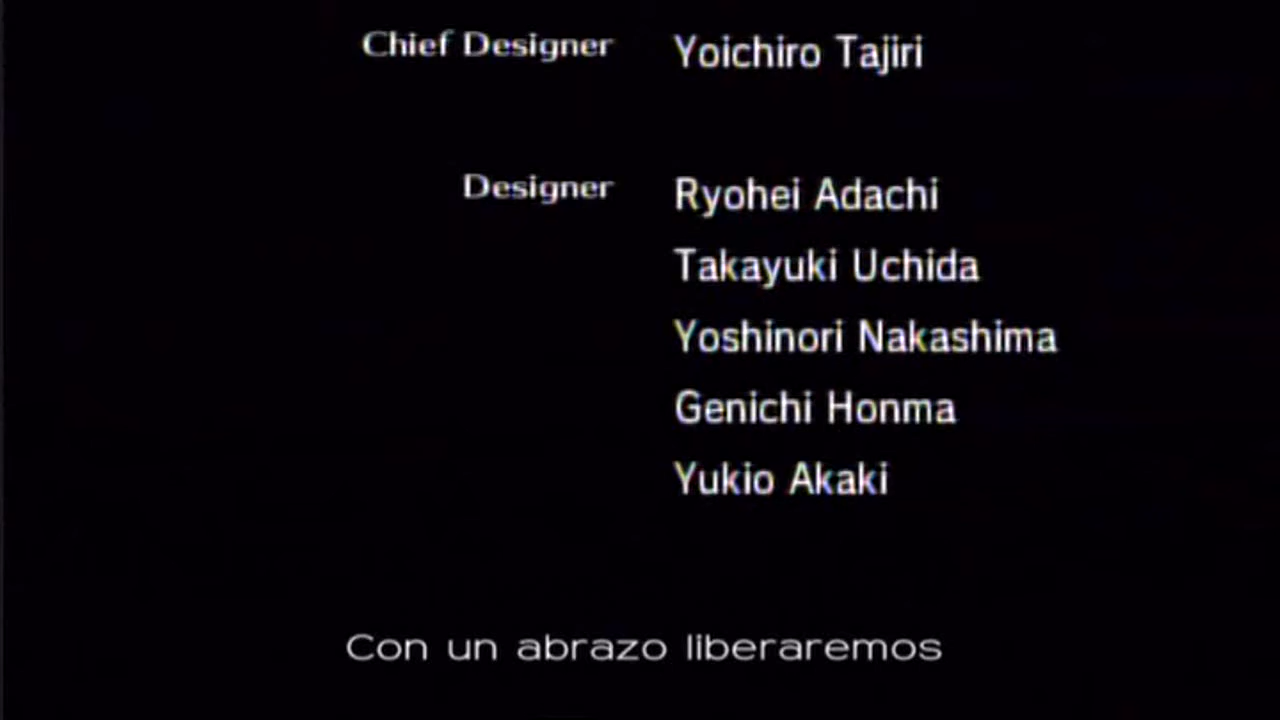 Chief Designer Yoichiro Tajiri
Designer Ryohei Adachi
Takayuki Uchida
Yoshinori Nakashima
Genichi Honma
Yukio Akaki
Con un abrazo liberaremos